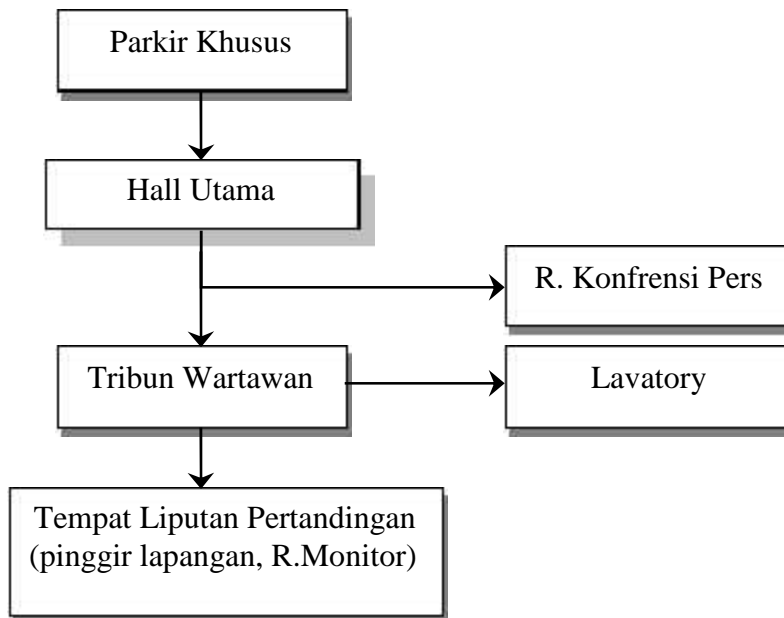 Parkir Khusus
Hall Utama
R. Konfrensi Pers
Tribun Wartawan
Lavatory
Tempat Liputan Pertandingan
(pinggir lapangan, R.Monitor)